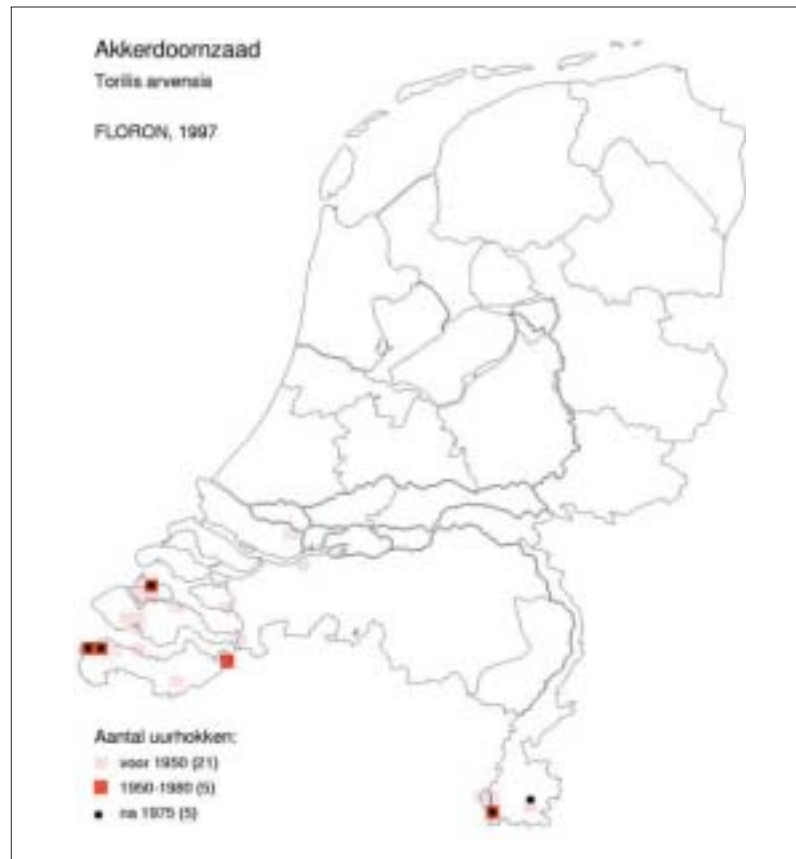 Akkerdoornzaad
Torilis arvensis
FLORON, 1997
Aantal uurhokken:
voor 1950 (21)
1950-1980 (5)
na 1975 (5)